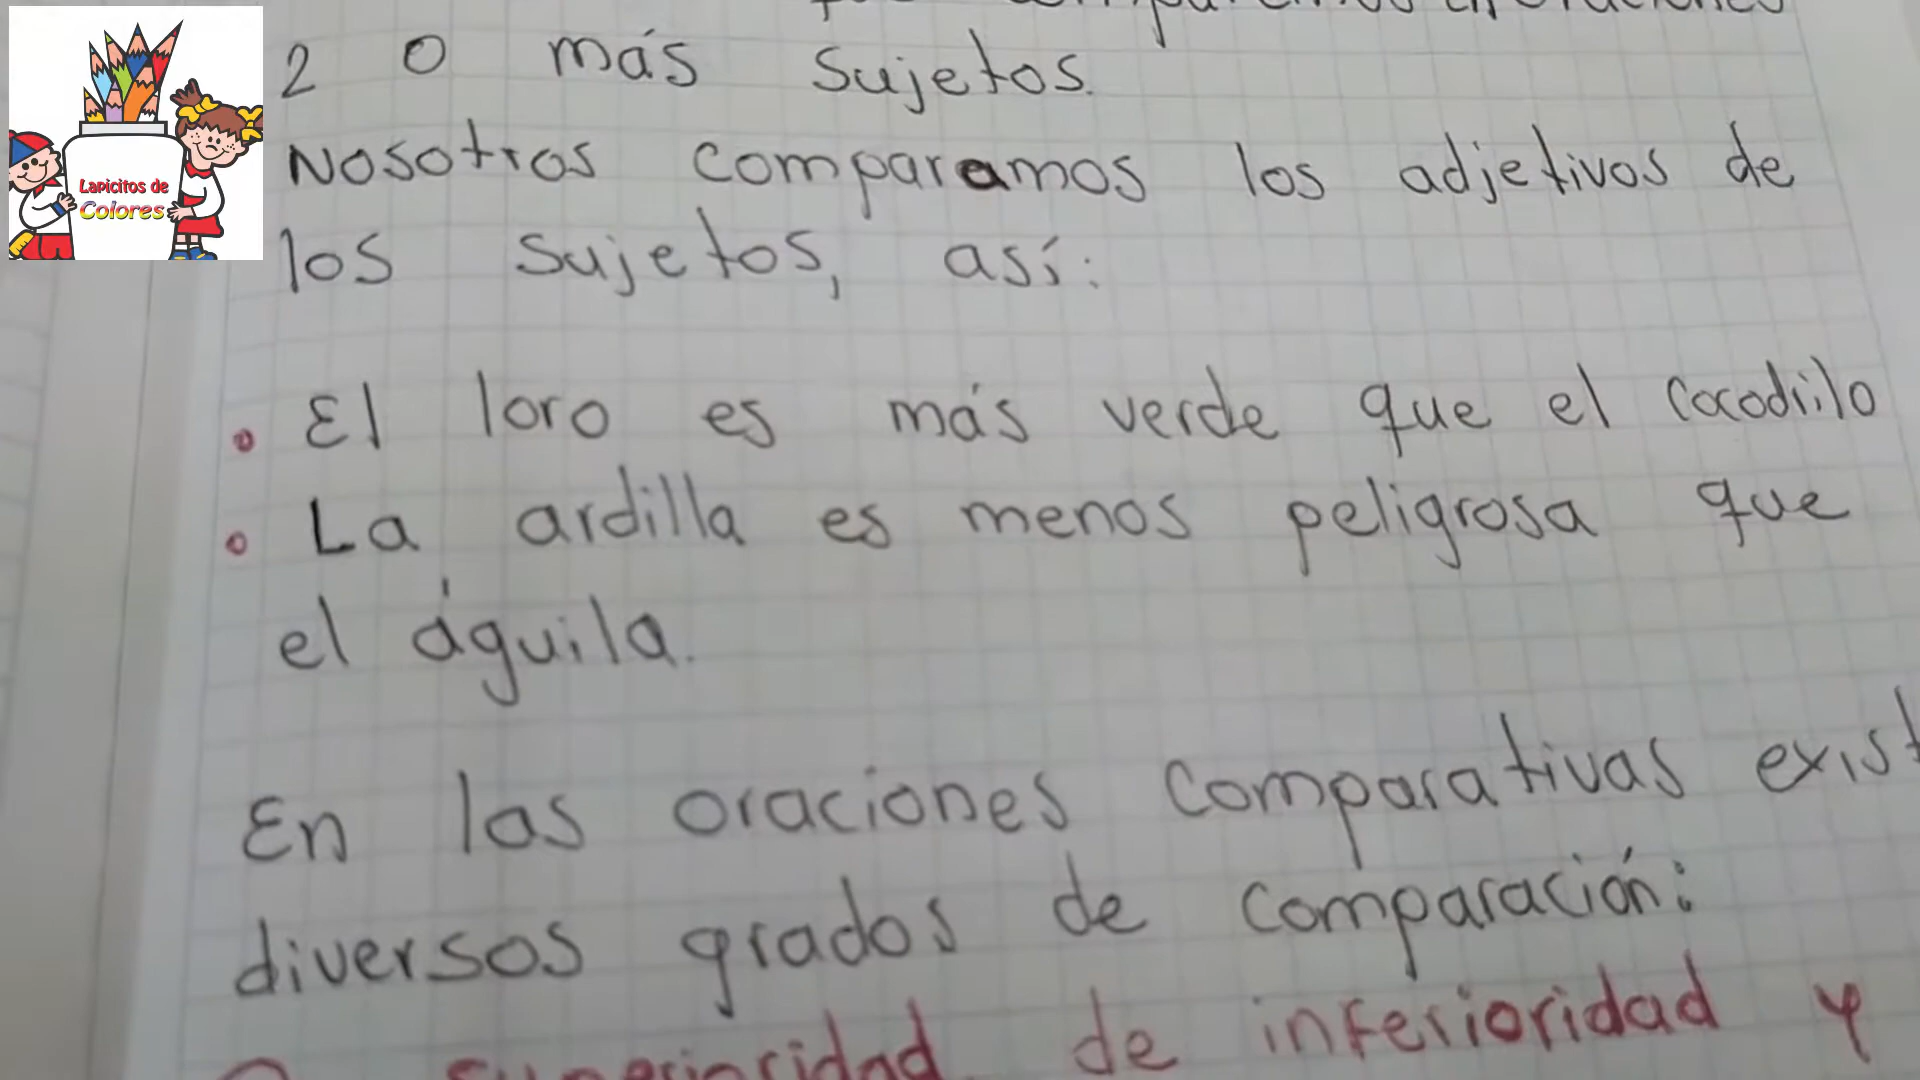 Lapicitos de
Colores
2 o más sujetos.
Nosotros comparamos los adjetivos de
los sujetos, así:
El loro es más verde que el cocodrilo
La ardilla es menos peligrosa que
el águila.
En las oraciones comparativas exist
diversos grados de comparación:
superioridad de inferioridad y